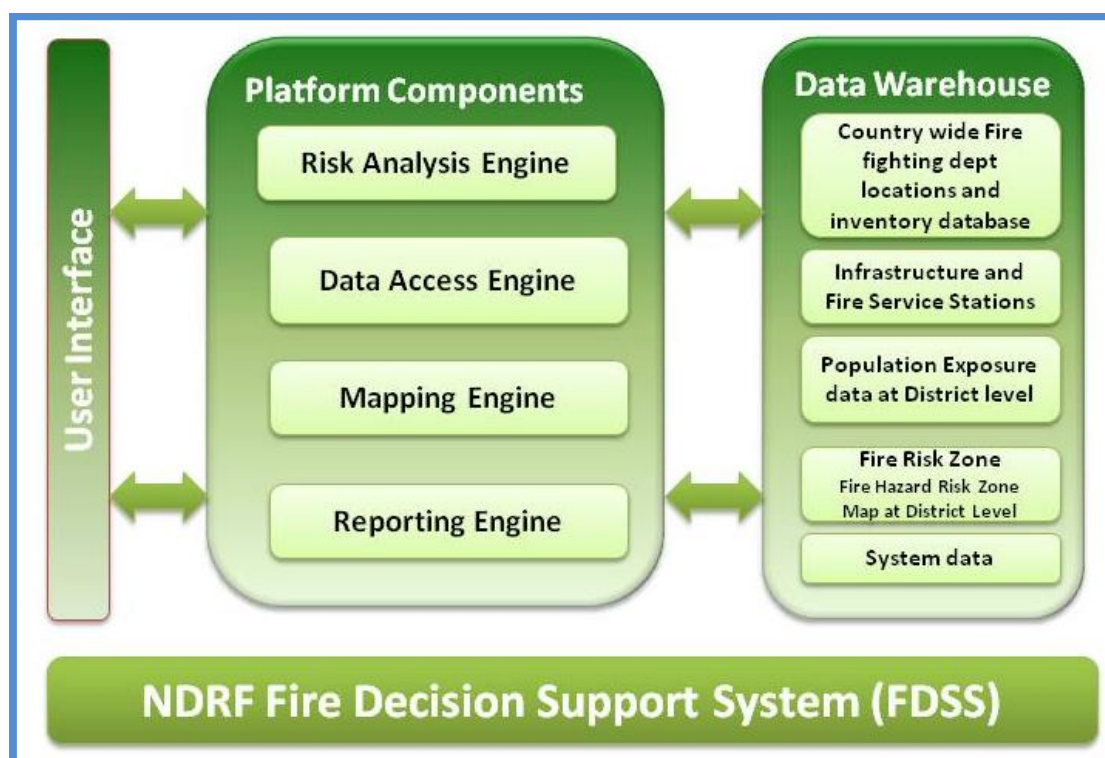 User Interface
Platform Components
Risk Analysis Engine
Data Access Engine
Mapping Engine
Reporting Engine
Data Warehouse
Country wide Fire
fighting dept
locations and
inventory database
Infrastructure and
Fire Service Stations
Population Exposure
data at District level
Fire Risk Zone
Fire Hazard Risk Zone
Map at District Level
System data
NDRF Fire Decision Support System (FDSS)